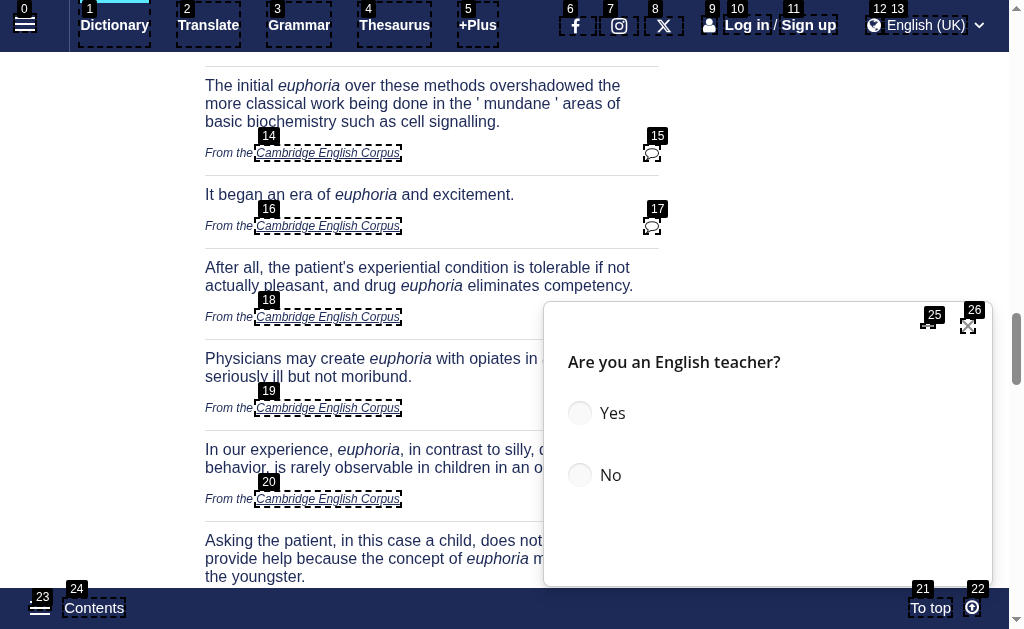 0 1 2 3 4 5 6 7 8 9 10 11 12 13
Dictionary Translate Grammar Thesaurus +Plus Log in / Sign up English (UK)
The initial euphoria over these methods overshadowed the
more classical work being done in the ' mundane ' areas of
basic biochemistry such as cell signalling.
14 15
From the Cambridge English Corpus
It began an era of euphoria and excitement.
16 17
From the Cambridge English Corpus
After all, the patient's experiential condition is tolerable if not
actually pleasant, and drug euphoria eliminates competency.
18
From the Cambridge English Corpus
Physicians may create euphoria with opiates in
seriously ill but not moribund.
19
From the Cambridge English Corpus
In our experience, euphoria, in contrast to silly,
behavior, is rarely observable in children in an
20
From the Cambridge English Corpus
Asking the patient, in this case a child, does not
provide help because the concept of euphoria
the youngster.
25 26
Are you an English teacher?
Yes
No
23 24 21 22
Contents To top